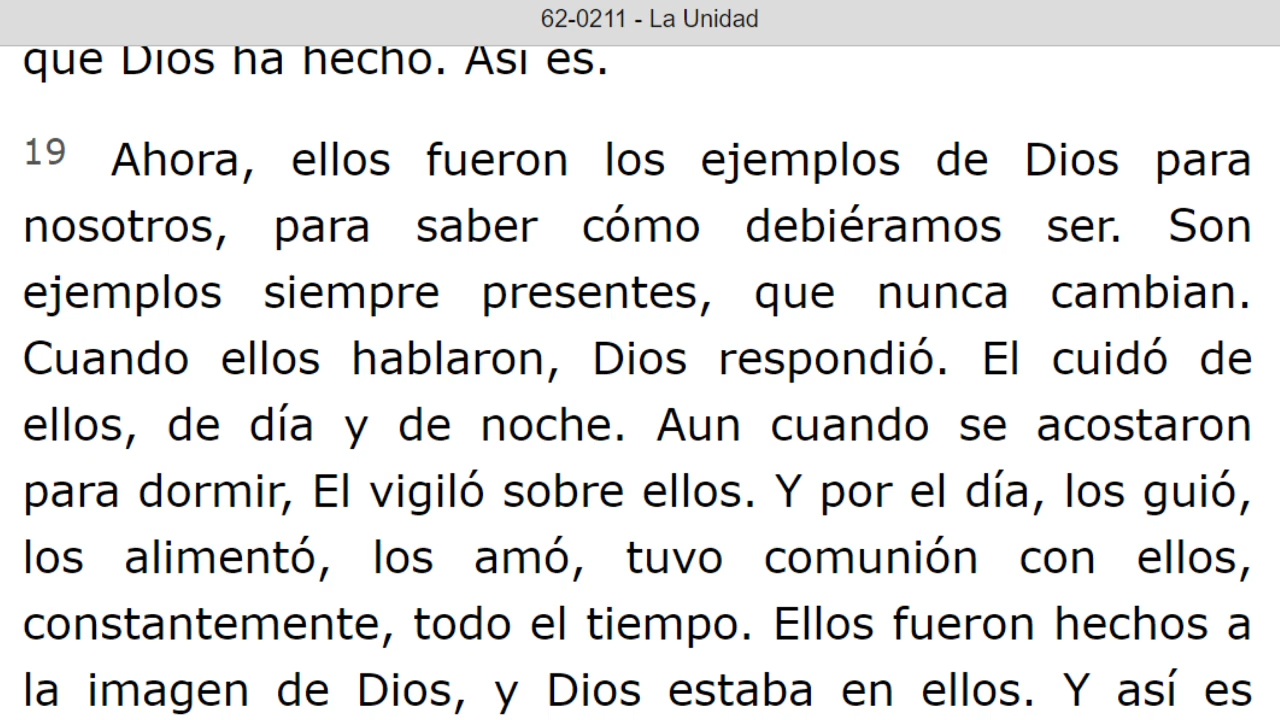 62-0211 - La Unidad
que Dios ha hecho. Así es.
19 Ahora, ellos fueron los ejemplos de Dios para
nosotros, para saber cómo debiéramos ser. Son
ejemplos siempre presentes, que nunca cambian.
Cuando ellos hablaron, Dios respondió. El cuidó de
ellos, de día y de noche. Aun cuando se acostaron
para dormir, El vigiló sobre ellos. Y por el día, los guió,
los alimentó, los amó, tuvo comunión con ellos,
constantemente, todo el tiempo. Ellos fueron hechos a
la imagen de Dios, y Dios estaba en ellos. Y así es